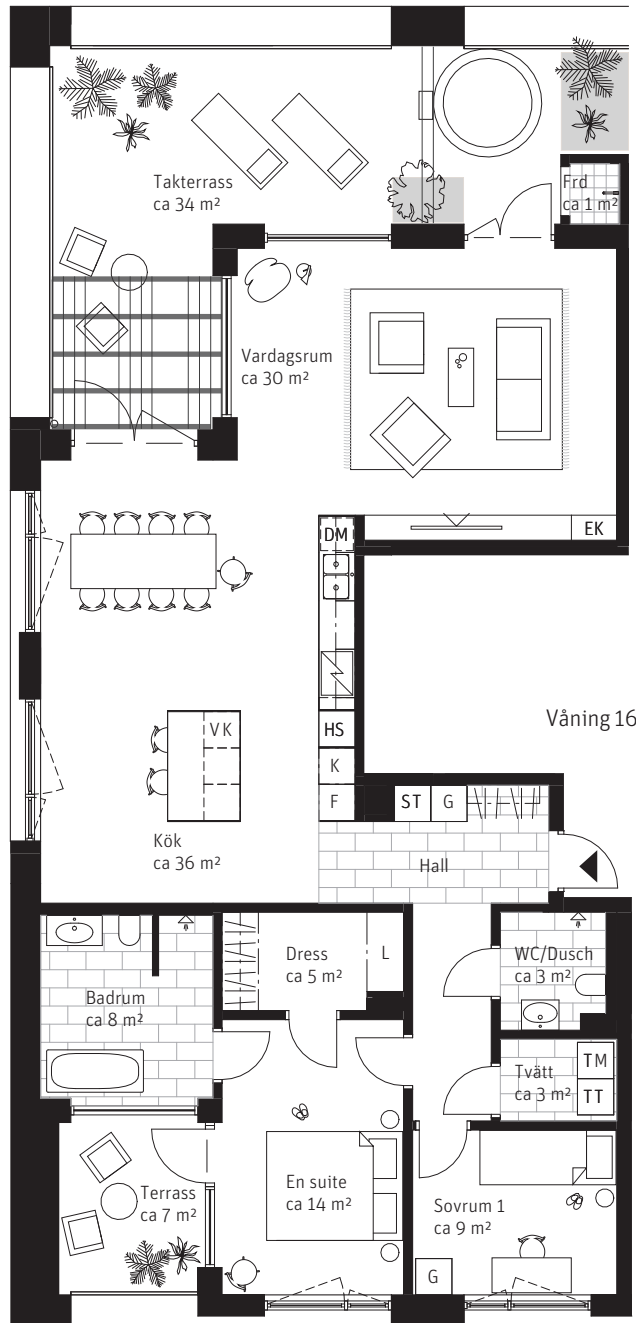 Takterrass
ca 34 m²
Frd
ca 1 m²
Vardagsrum
ca 30 m²
EK
DM
Våning 16
VK
HS
K
F
ST
G
Kök
ca 36 m²
Hall
Dress
ca 5 m²
L
WC/Dusch
ca 3 m²
Badrum
ca 8 m²
Tvätt
ca 3 m²
TM
TT
Terrass
ca 7 m²
En suite
ca 14 m²
Sovrum 1
ca 9 m²
G